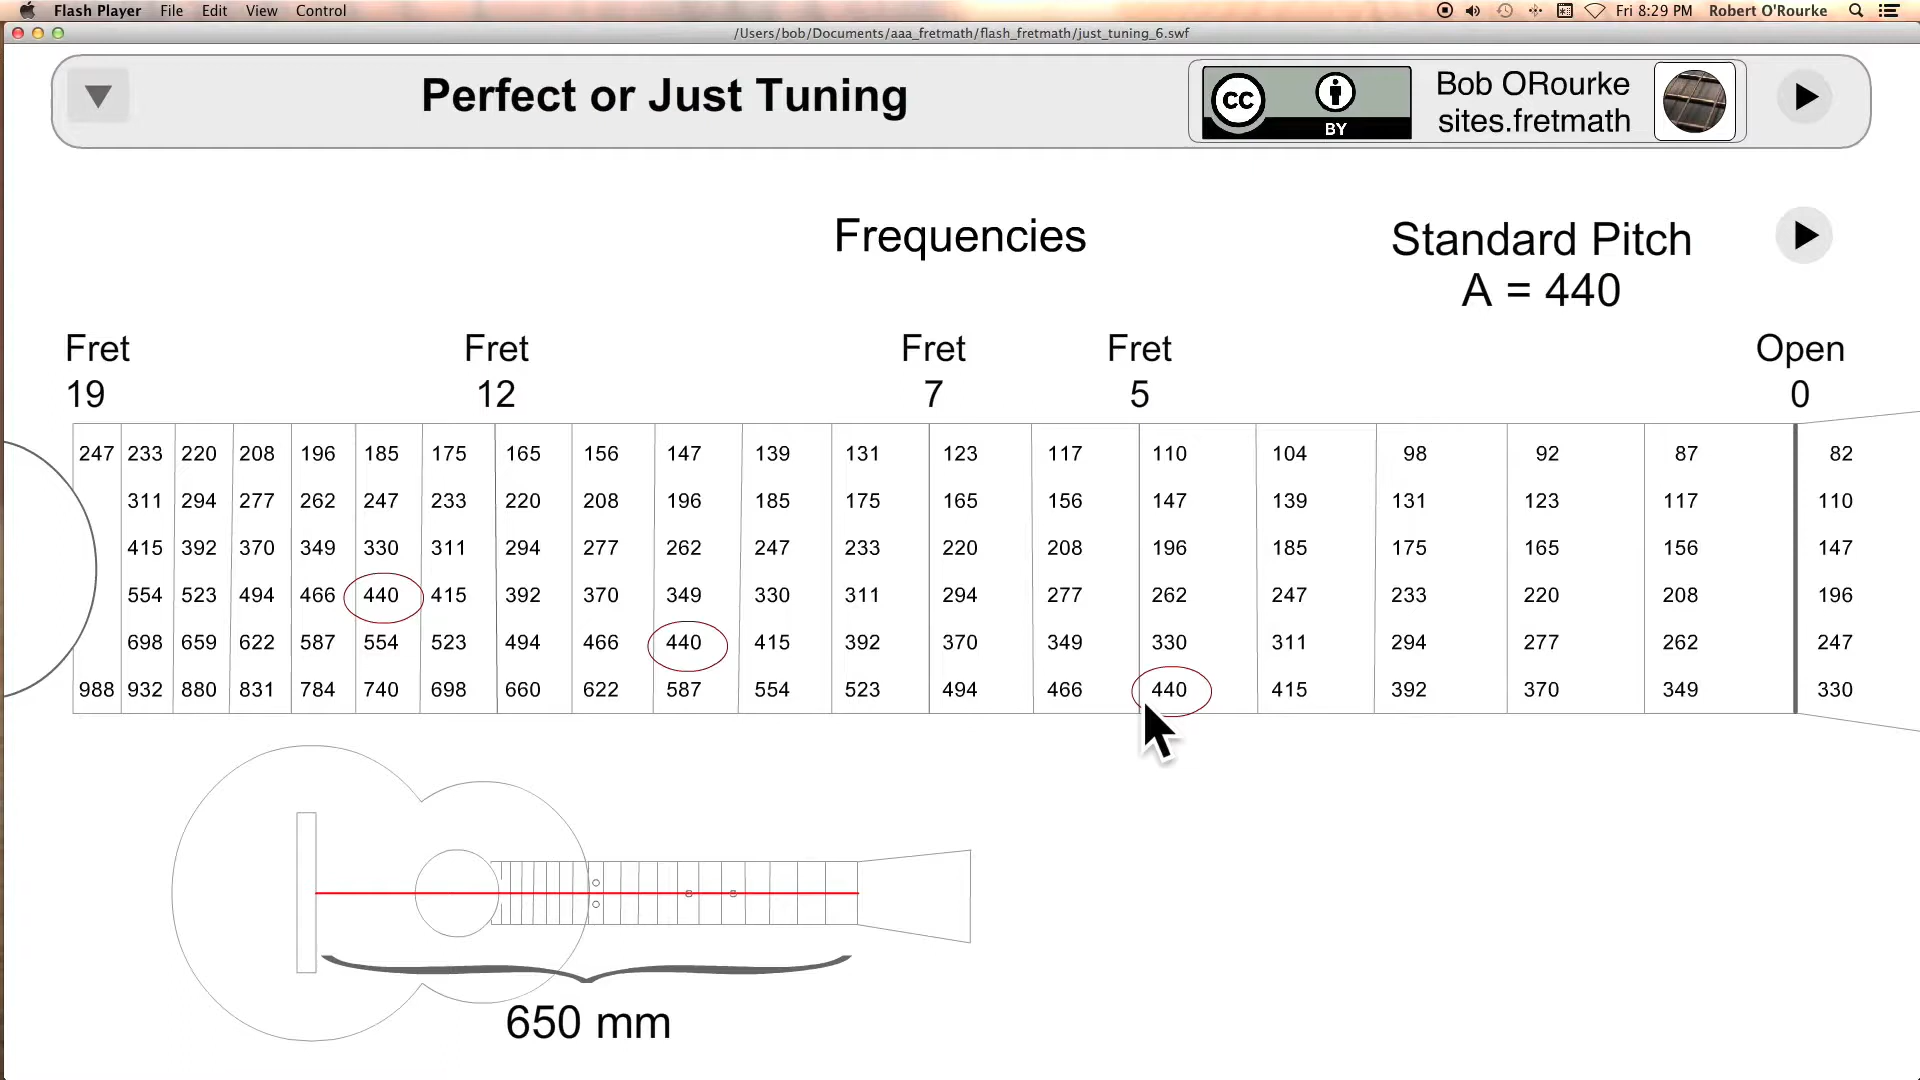 Flash Player File Edit View Control Fri 8:29 PM Robert O'Rourke
/Users/bob/Documents/aaa_fretmath/flash_fretmath/just_tuning_6.swf
Perfect or Just Tuning
CC BY
Bob ORourke
sites.fretmath
Frequencies
Standard Pitch
A = 440
Fret Fret Fret Fret Open
19 12 7 5 0
247 233 220 208 196 185 175 165 156 147 139 131 123 117 110 104 98 92 87 82
311 294 277 262 247 233 220 208 196 185 175 165 156 147 139 131 123 117 110
415 392 370 349 330 311 294 277 262 247 233 220 208 196 185 175 165 156 147
554 523 494 466 440 415 392 370 349 330 311 294 277 262 247 233 220 208 196
698 659 622 587 554 523 494 466 440 415 392 370 349 330 311 294 277 262 247
988 932 880 831 784 740 698 660 622 587 554 523 494 466 440 415 392 370 349 330
650 mm